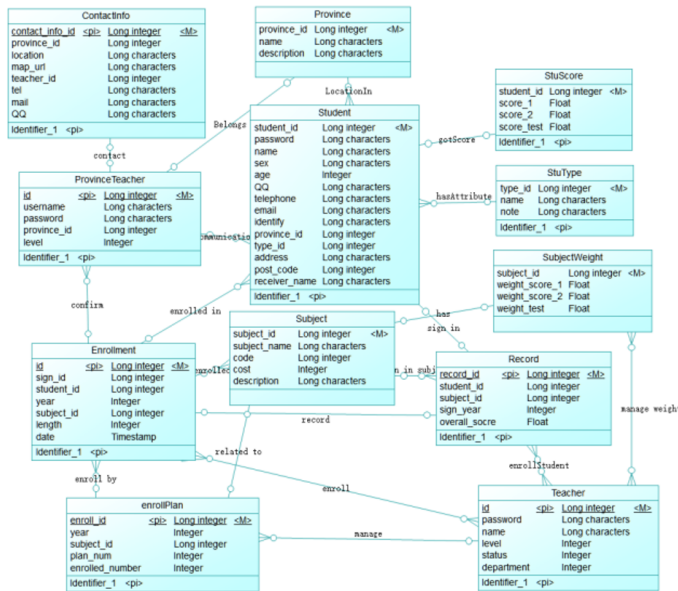 ContactInfo
contact_info_id <pi> Long integer <M>
province_id Long integer
location Long characters
map_url Long characters
teacher_id Long integer
tel Long characters
mail Long characters
QQ Long characters
Identifier_1 <pi>
Province
province_id Long integer <M>
name Long characters
description Long characters
LocationIn
Belongs
contact
Student
student_id Long integer <M>
password Long characters
name Long characters
sex Long characters
age Integer
QQ Long characters
telephone Long characters
email Long characters
identify Long characters
province_id Long integer
type_id Long integer
address Long characters
post_code Long integer
receiver_name Long characters
Identifier_1 <pi>
gotScore
StuScore
student_id Long integer <M>
score_1 Float
score_2 Float
score_test Float
Identifier_1 <pi>
hasAttribute
StuType
type_id Long integer <M>
name Long characters
note Long characters
Identifier_1 <pi>
ProvinceTeacher
id <pi> Long integer <M>
username Long characters
password Long characters
province_id Long integer
level Integer
Identifier_1 <pi>
ommunicatio
SubjectWeight
subject_id Long integer <M>
weight_score_1 Float
weight_score_2 Float
weight_test Float
Identifier_1 <pi>
confirm
enrolled in
has
sign in
Subject
subject_id Long integer <M>
subject_name Long characters
code Long integer
cost Integer
description Long characters
Enrollment
id <pi> Long integer <M>
sign_id Long integer
student_id Long integer
year Integer
subject_id Long integer
length Integer
date Timestamp
Identifier_1 <pi>
enrolled
n in subj
Record
record_id <pi> Long integer <M>
student_id Long integer
subject_id Long integer
sign_year Integer
overall_socre Float
Identifier_1 <pi>
record
manage weight
related to
enroll by
enrollStudent
enroll
enrollPlan
enroll_id <pi> Long integer <M>
year Integer
subject_id Long integer
plan_num Integer
enrolled_number Integer
Identifier_1 <pi>
manage
Teacher
id <pi> Long integer <M>
password Long characters
name Long characters
level Integer
status Integer
department Integer
Identifier_1 <pi>